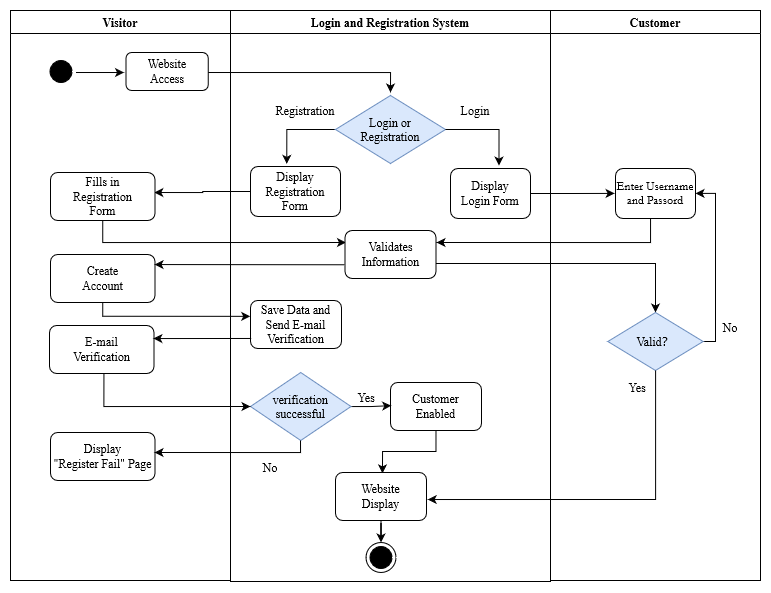 Visitor
Login and Registration System
Customer
Website
Access
Registration
Login
Login or
Registration
Fills in
Registration
Form
Display
Registration
Form
Display
Login Form
Enter Username
and Passord
Validates
Information
Create
Account
Save Data and
Send E-mail
Verification
E-mail
Verification
Valid?
No
Yes
verification
successful
Yes
Customer
Enabled
Display
"Register Fail" Page
No
Website
Display